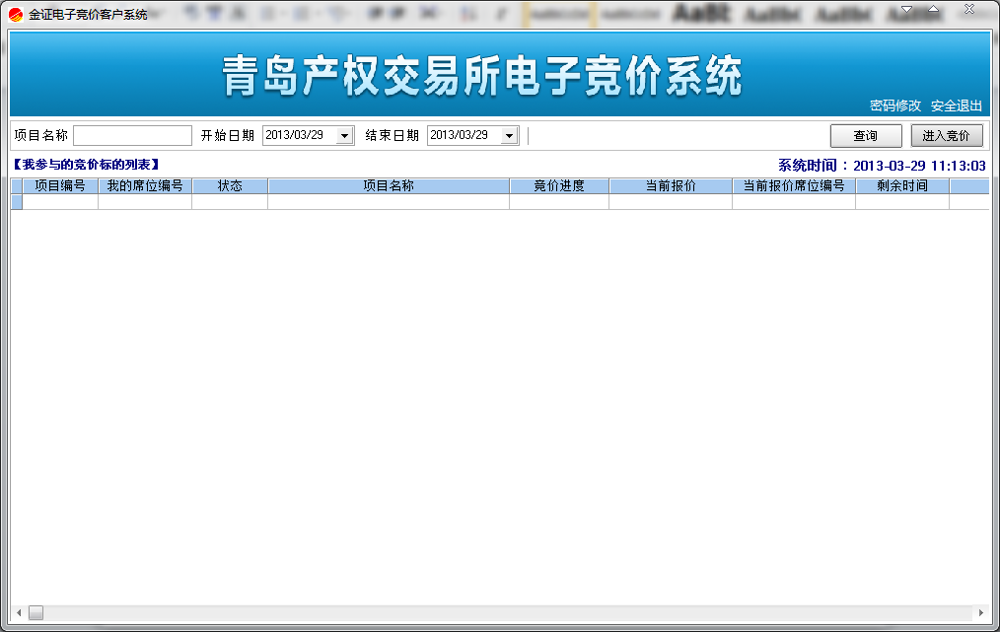 金证电子竞价客户系统
青岛产权交易所电子竞价系统
密码修改 安全退出
项目名称 开始日期 2013/03/29 结束日期 2013/03/29 查询 进入竞价
【我参与的竞价标的列表】 系统时间：2013-03-29 11:13:03
项目编号 我的席位编号 状态 项目名称 竞价进度 当前报价 当前报价席位编号 剩余时间